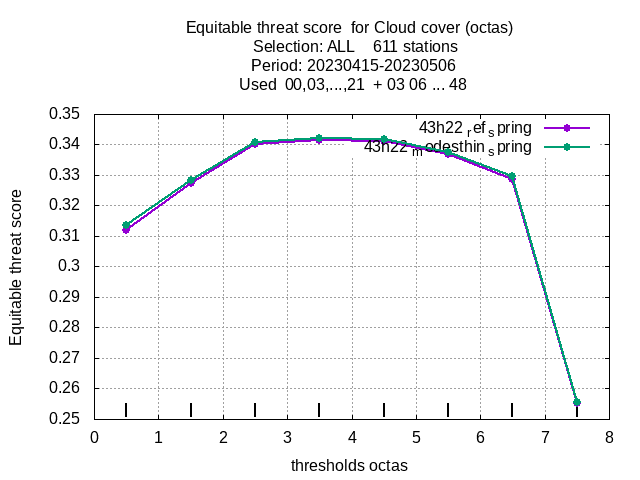 Equitable threat score  for Cloud cover (octas)
Selection: ALL    611 stations
Period: 20230415-20230506
Used  00,03,...,21  + 03 06 ... 48
43h22 ref spring
43h22 modesthin spring
0.35
0.34
0.33
0.32
0.31
0.3
0.29
0.28
0.27
0.26
0.25
Equitable threat score
0 1 2 3 4 5 6 7 8
thresholds octas